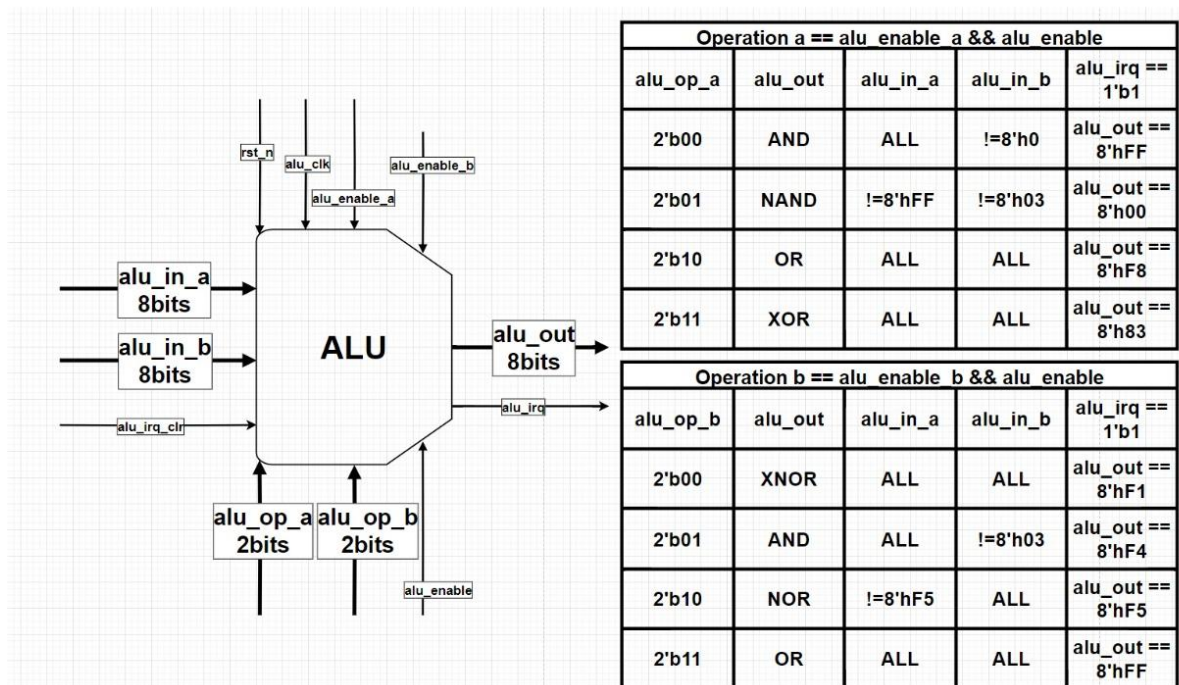 rst_n
alu_clk
alu_enable_a
alu_enable_b
alu_in_a
8bits
alu_in_b
8bits
alu_irq_clr
ALU
alu_out
8bits
alu_irq
alu_op_a
2bits
alu_op_b
2bits
alu_enable
Operation a == alu_enable_a && alu_enable
alu_op_a alu_out alu_in_a alu_in_b alu_irq == 1'b1
2'b00 AND ALL !=8'h0 alu_out == 8'hFF
2'b01 NAND !=8'hFF !=8'h03 alu_out == 8'h00
2'b10 OR ALL ALL alu_out == 8'hF8
2'b11 XOR ALL ALL alu_out == 8'h83
Operation b == alu_enable_b && alu_enable
alu_op_b alu_out alu_in_a alu_in_b alu_irq == 1'b1
2'b00 XNOR ALL ALL alu_out == 8'hF1
2'b01 AND ALL !=8'h03 alu_out == 8'hF4
2'b10 NOR !=8'hF5 ALL alu_out == 8'hF5
2'b11 OR ALL ALL alu_out == 8'hFF